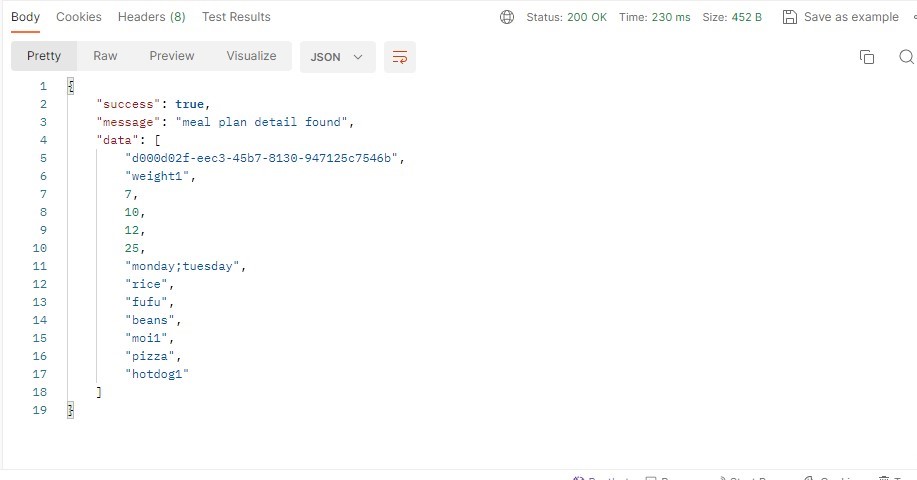 Body Cookies Headers (8) Test Results Status: 200 OK Time: 230 ms Size: 452 B Save as example
Pretty Raw Preview Visualize JSON
1 {
2 "success": true,
3 "message": "meal plan detail found",
4 "data": [
5 "d000d02f-eec3-45b7-8130-947125c7546b",
6 "weight1",
7 7,
8 10,
9 12,
10 25,
11 "monday;tuesday",
12 "rice",
13 "fufu",
14 "beans",
15 "moi1",
16 "pizza",
17 "hotdog1"
18 ]
19 }